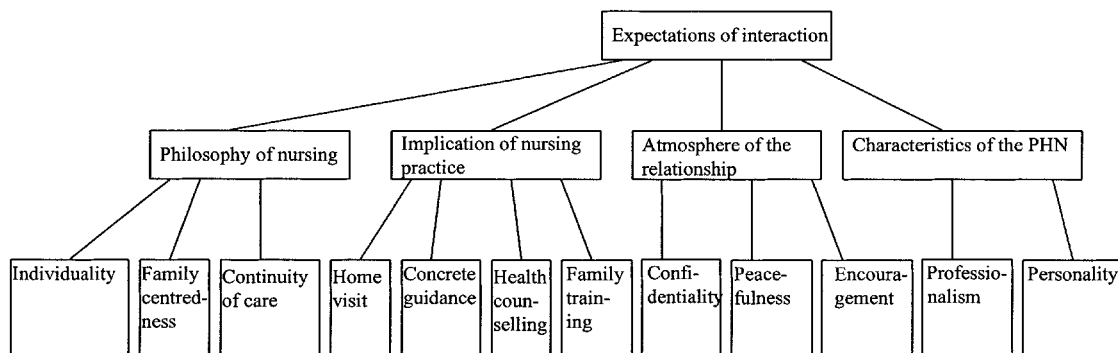 Expectations of interaction
Philosophy of nursing
Implication of nursing
practice
Atmosphere of the
relationship
Characteristics of the PHN
Individuality
Family
centred-
ness
Continuity
of care
Home
visit
Concrete
guidance
Health
coun-
selling
Family
train-
ing
Confi-
dentiality
Peace-
fulness
Encoura-
gement
Professio-
nalism
Personality